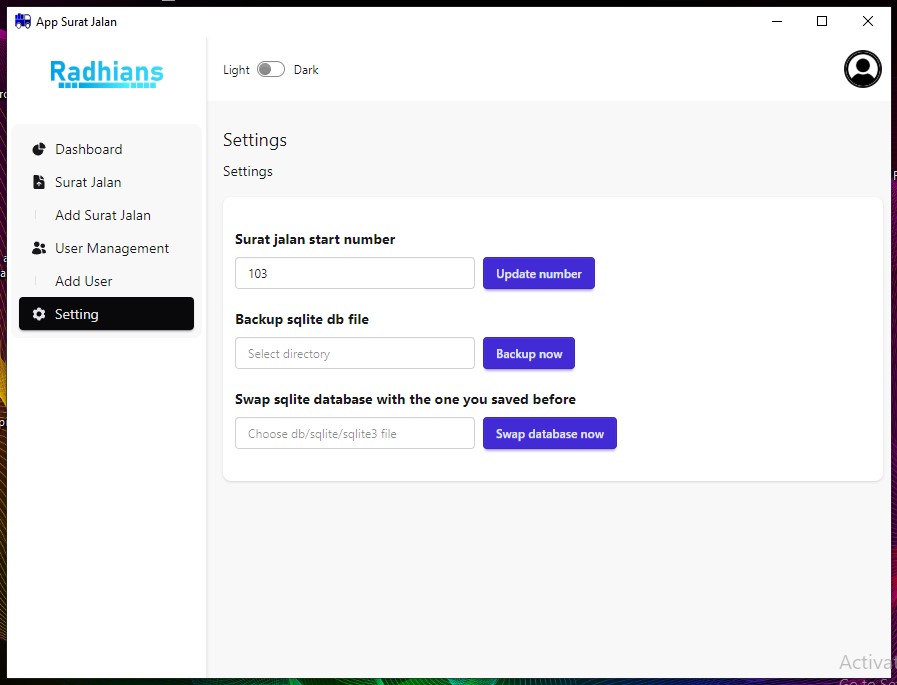 App Surat Jalan
Radhians
Light Dark
Dashboard
Surat Jalan
Add Surat Jalan
User Management
Add User
Setting
Settings
Settings
Surat jalan start number
103 Update number
Backup sqlite db file
Select directory Backup now
Swap sqlite database with the one you saved before
Choose db/sqlite/sqlite3 file Swap database now
Activa